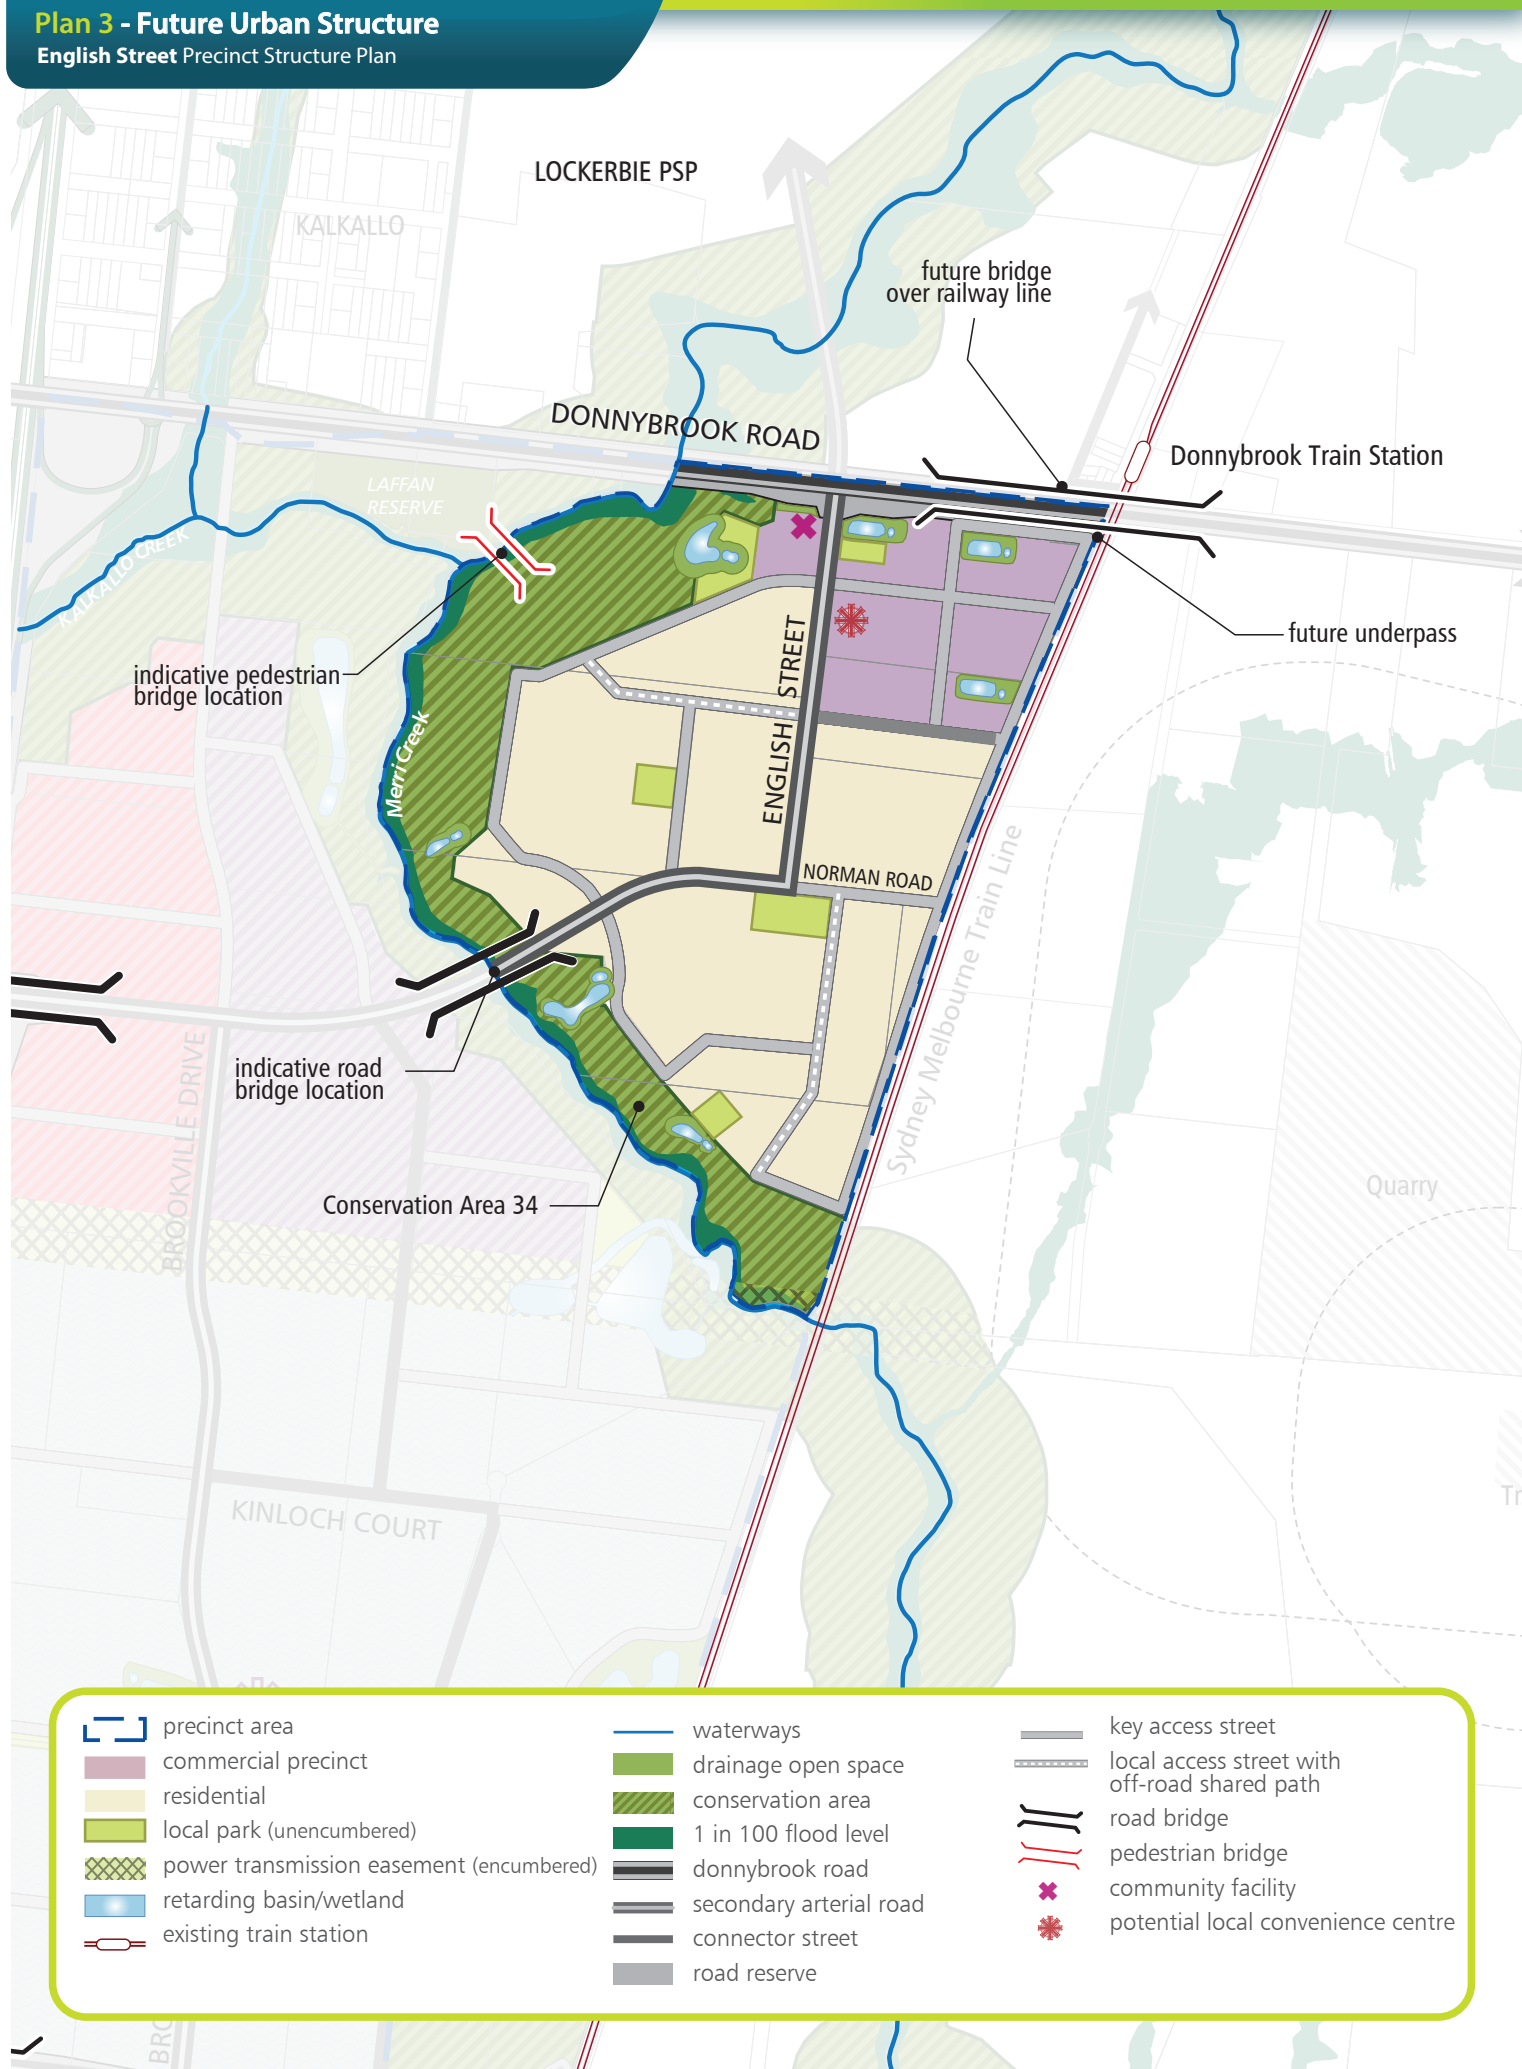 Plan 3 - Future Urban Structure
English Street Precinct Structure Plan
LOCKERBIE PSP
KALKALLO
future bridge
over railway line
DONNYBROOK ROAD
Donnybrook Train Station
LAFFAN
RESERVE
KALKALLO CREEK
future underpass
indicative pedestrian
bridge location
ENGLISH STREET
Merri Creek
NORMAN ROAD
Sydney Melbourne Train Line
indicative road
bridge location
BROOKVILLE DRIVE
Conservation Area 34
Quarry
Tr
KINLOCH COURT
precinct area
commercial precinct
residential
local park (unencumbered)
power transmission easement (encumbered)
retarding basin/wetland
existing train station
waterways
drainage open space
conservation area
1 in 100 flood level
donnybrook road
secondary arterial road
connector street
road reserve
key access street
local access street with
off-road shared path
road bridge
pedestrian bridge
community facility
potential local convenience centre
BRO